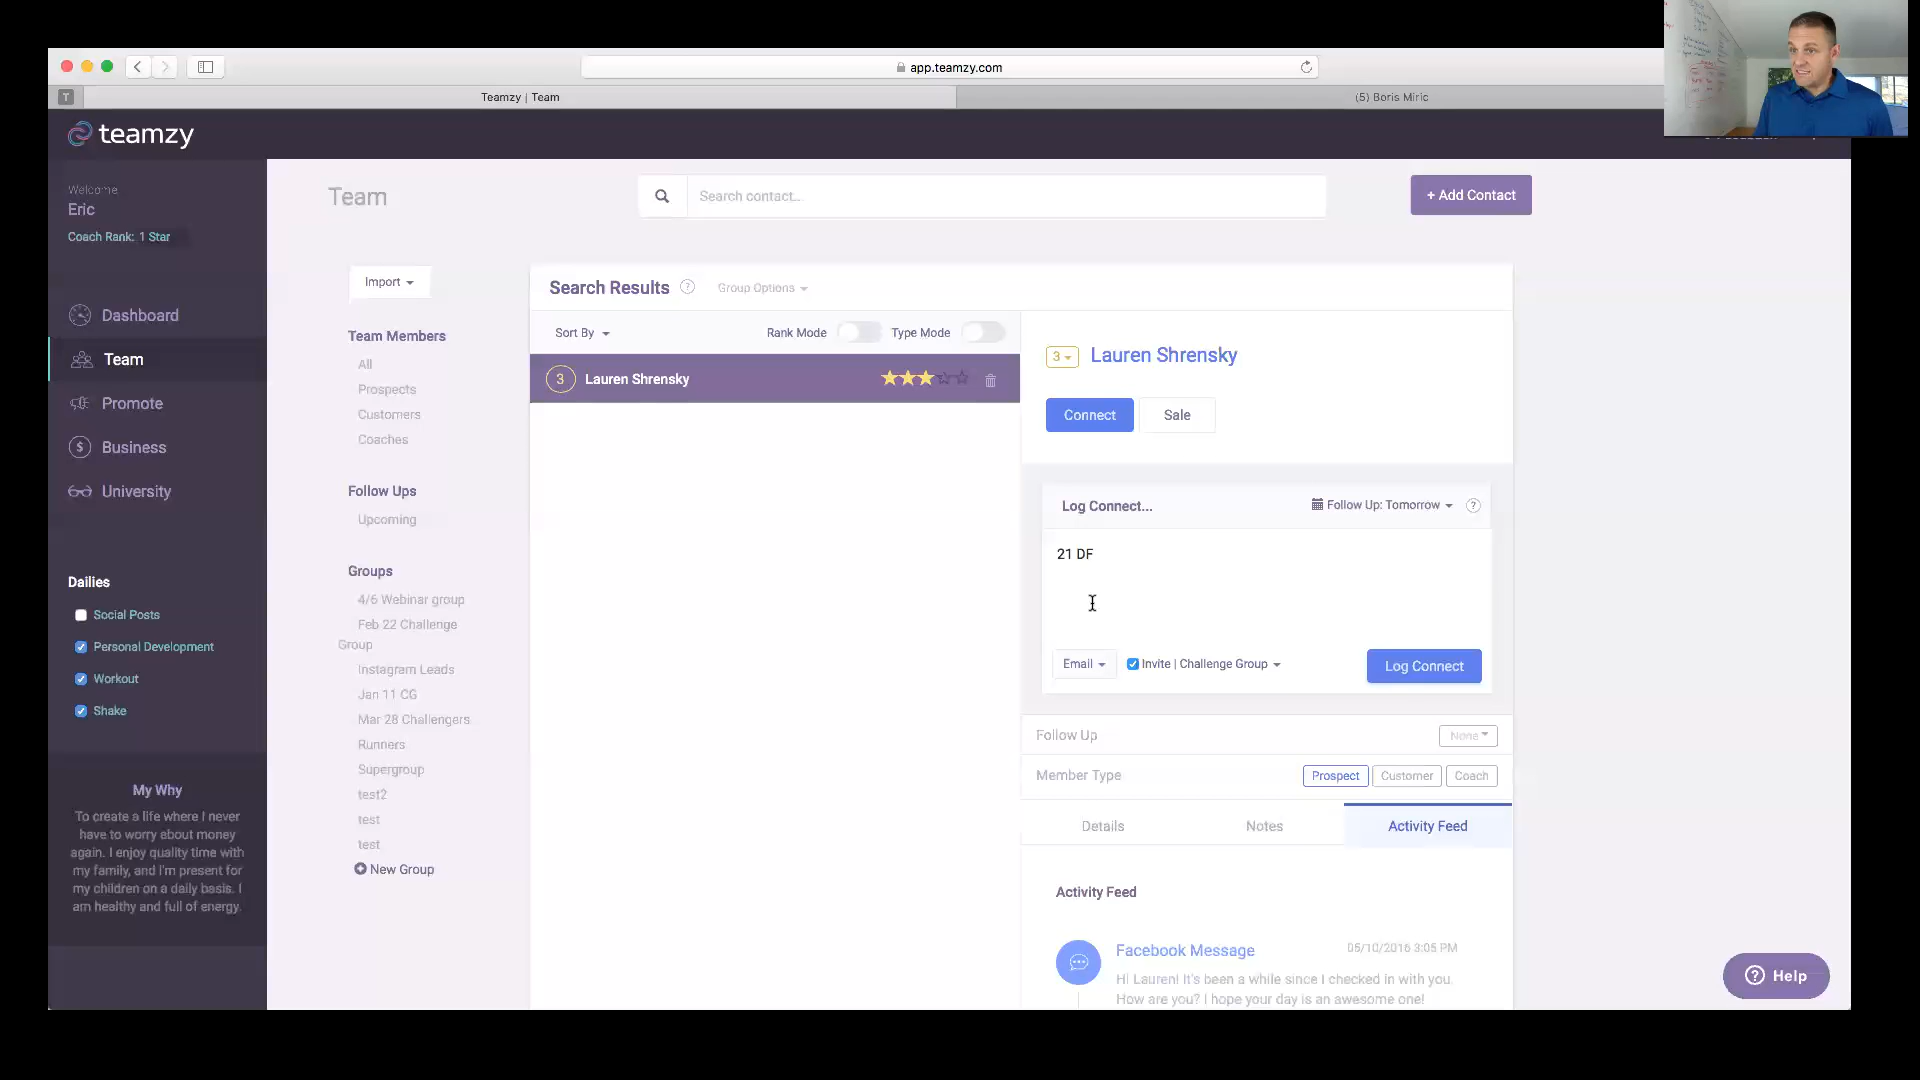 app.teamzy.com
T
Teamzy | Team
(5) Boris Miric
teamzy
Welcome,
Eric
Coach Rank: 1 Star
Dashboard
Team
Promote
$ Business
University
Dailies
Social Posts
Personal Development
Workout
Shake
My Why
To create a life where I never
have to worry about money
again. I enjoy quality time with
my family, and I'm present for
my children on a daily basis. I
am healthy and full of energy.
Team
Search contact...
+ Add Contact
Import
Team Members
All
Prospects
Customers
Coaches
Follow Ups
Upcoming
Groups
4/6 Webinar group
Feb 22 Challenge
Group
Instagram Leads
Jan 11 CG
Mar 28 Challengers
Runners
Supergroup
test2
test
test
New Group
Search Results ?
Group Options
Sort By
Rank Mode
Type Mode
3 Lauren Shrensky
3 Lauren Shrensky
Connect
Sale
Log Connect...
Follow Up: Tomorrow ?
21 DF
Email
Invite | Challenge Group
Log Connect
Follow Up
None
Member Type
Prospect
Customer
Coach
Details
Notes
Activity Feed
Activity Feed
Facebook Message
05/10/2016 3:05 PM
Hi Lauren! It's been a while since I checked in with you.
How are you? I hope your day is an awesome one!
? Help